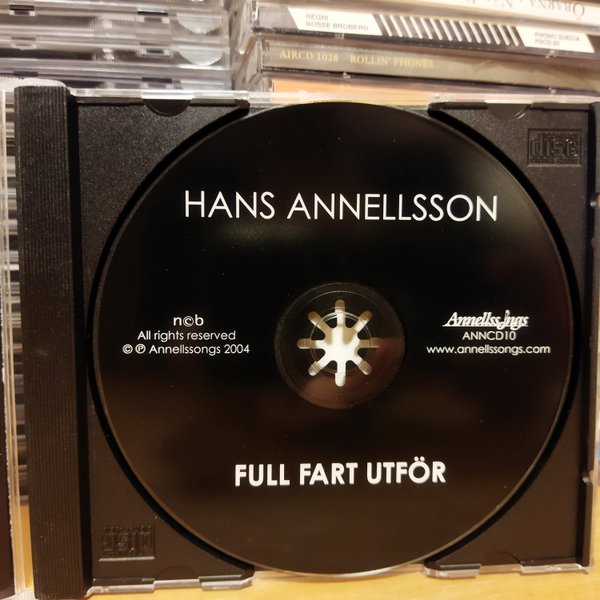 REGNI
BOSSE BROBERG
PHONO SUECIA
PSCD 93
AIRCD 1028 ROLLIN' PHONES
HANS ANNELLSSON
n©b
All rights reserved
© ℗ Annellssongs 2004
Annellssongs
ANNCD10
www.annellssongs.com
FULL FART UTFÖR